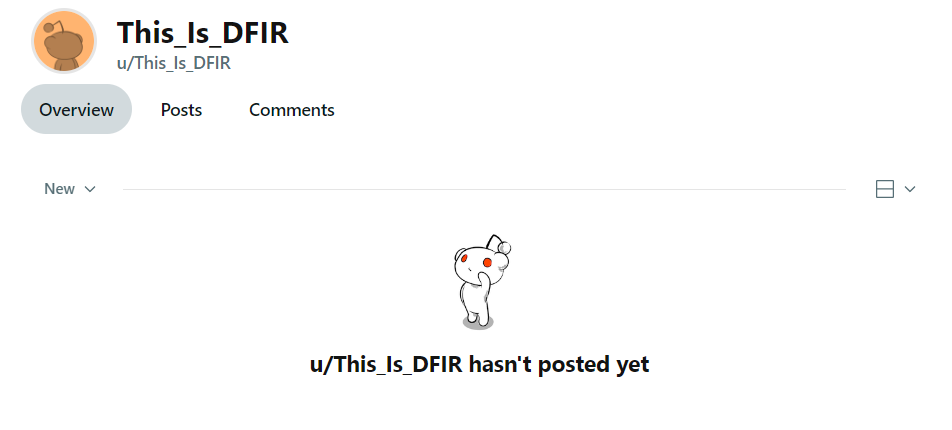 This_Is_DFIR
u/This_Is_DFIR
Overview Posts Comments
New
u/This_Is_DFIR hasn't posted yet